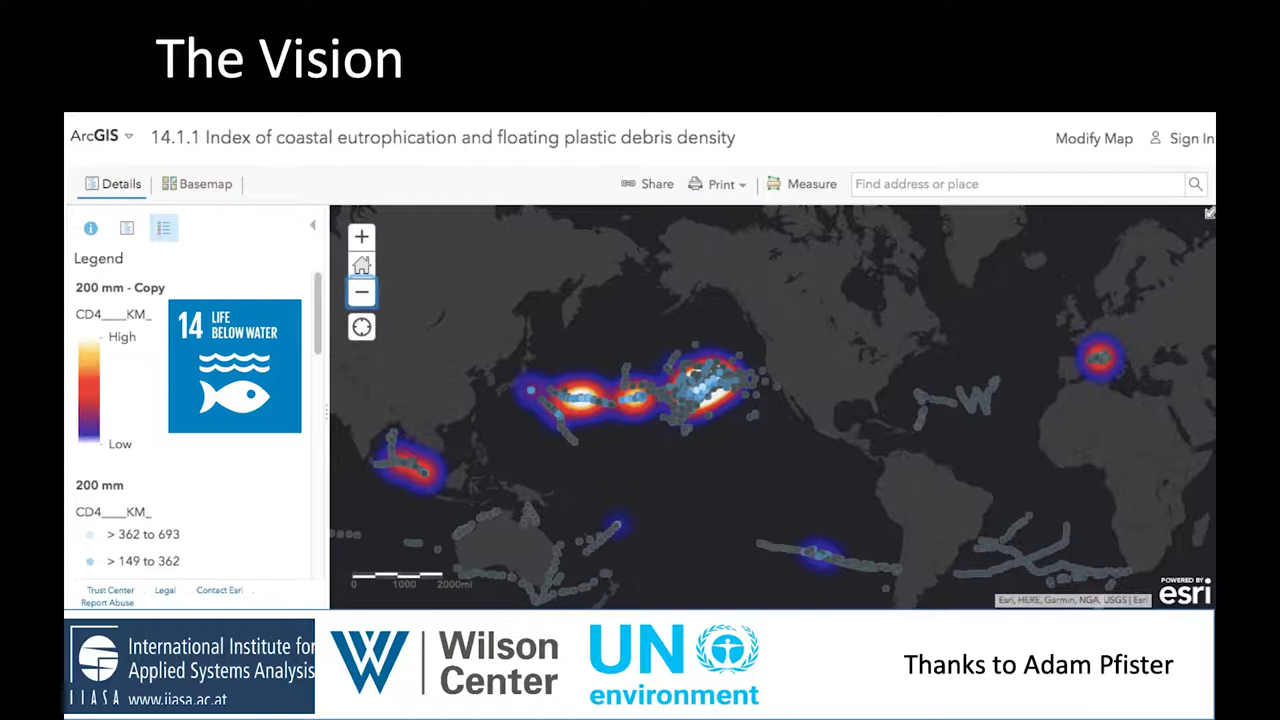 The Vision
ArcGIS
14.1.1 Index of coastal eutrophication and floating plastic debris density
Modify Map
Sign In
Details
Basemap
Share
Print
Measure
Find address or place
Legend
200 mm - Copy
CD4____KM_
High
Low
14 LIFE
BELOW WATER
200 mm
CD4____KM_
> 362 to 693
> 149 to 362
Trust Center
Legal
Contact Esri
Report Abuse
0 1000 2000mi
Esri, HERE, Garmin, NGA, USGS | Esri
POWERED BY
esri
IIASA
International Institute for
Applied Systems Analysis
www.iiasa.ac.at
Wilson
Center
UN
environment
Thanks to Adam Pfister